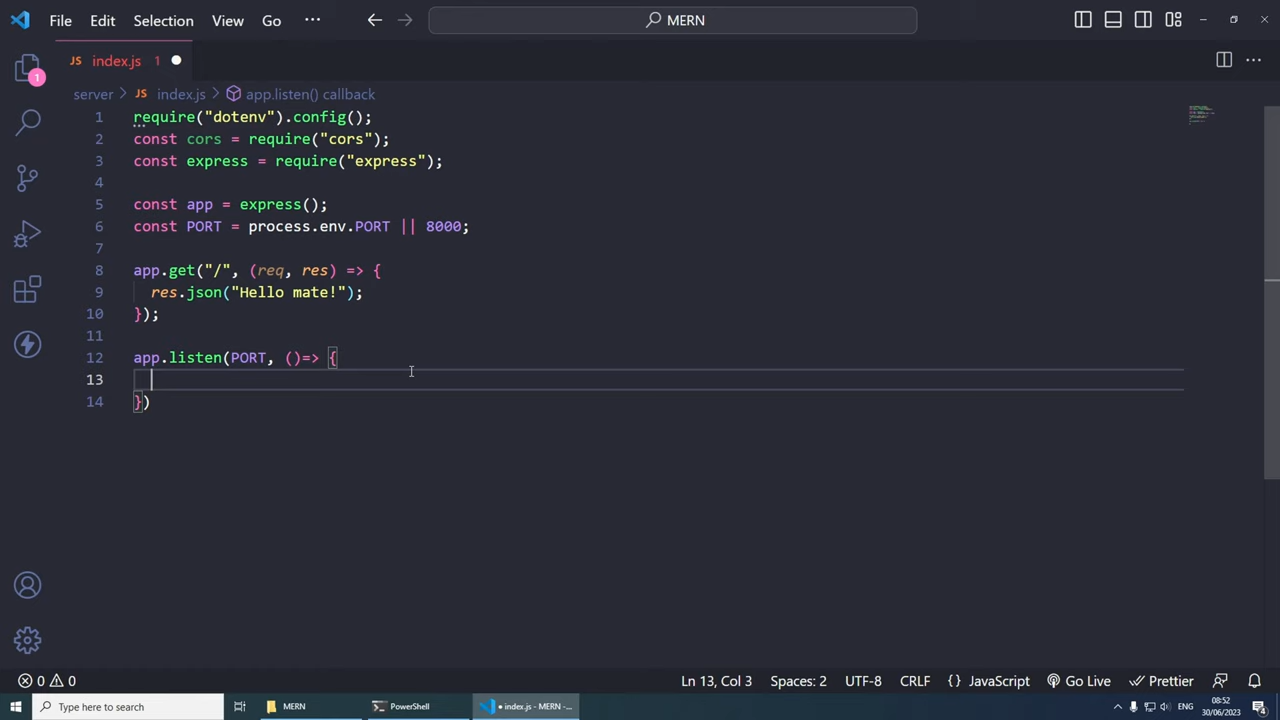 File Edit Selection View Go ··· MERN
JS index.js 1
server > JS index.js > app.listen() callback
1 require("dotenv").config();
2 const cors = require("cors");
3 const express = require("express");
4
5 const app = express();
6 const PORT = process.env.PORT || 8000;
7
8 app.get("/", (req, res) => {
9 res.json("Hello mate!");
10 });
11
12 app.listen(PORT, ()=> {
13
14 })
1
0 0 Ln 13, Col 3 Spaces: 2 UTF-8 CRLF {} JavaScript Go Live Prettier
Type here to search MERN PowerShell • index.js - MERN -... ENG 08:52
30/06/2023 4